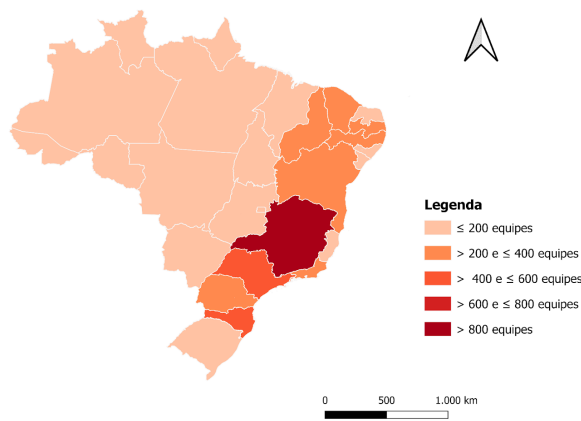 Legenda
≤ 200 equipes
> 200 e ≤ 400 equipes
> 400 e ≤ 600 equipes
>600 e ≤ 800 equipes
> 800 equipes
0 500 1.000 km